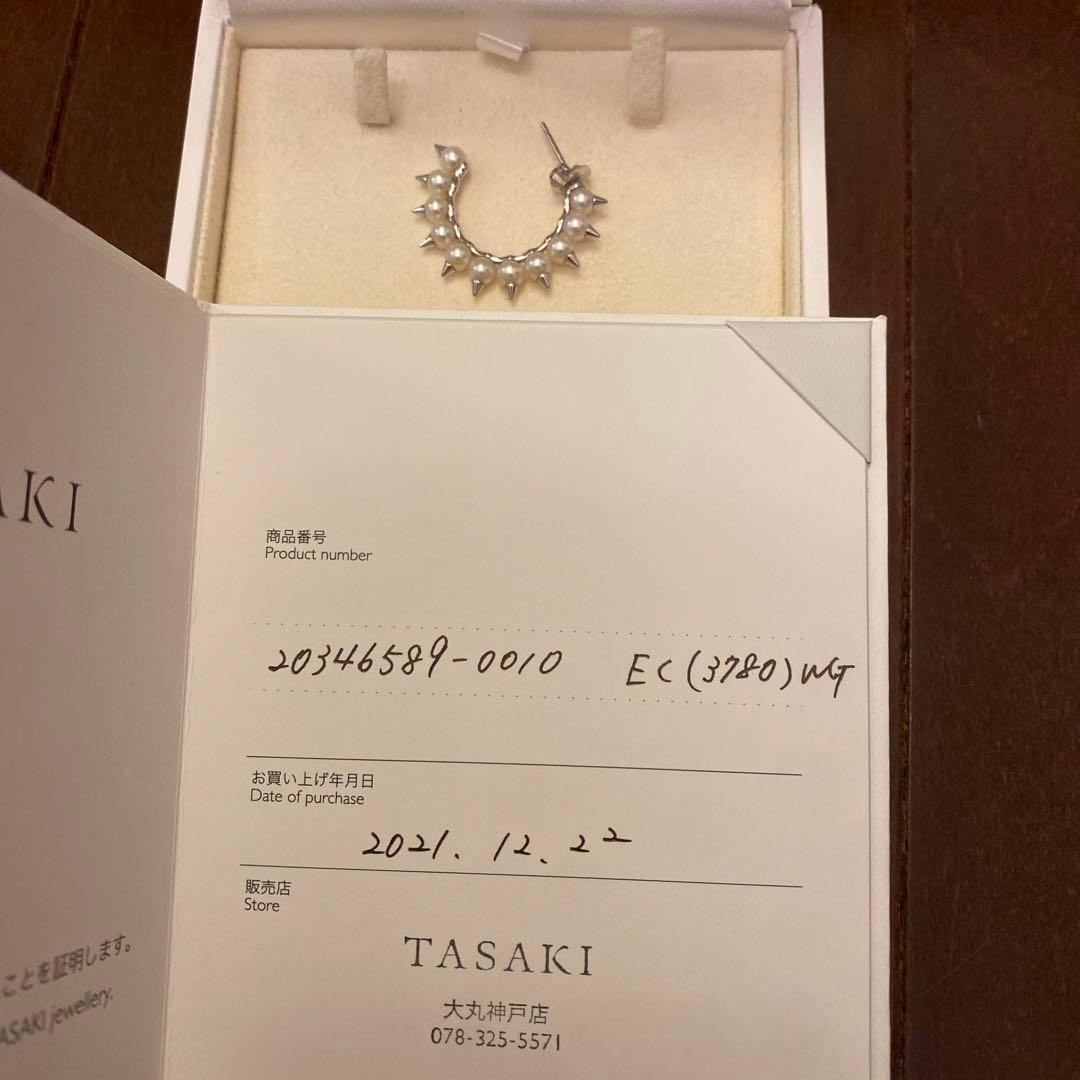 AKI
ことを証明します。
ASAKI jewellery.
商品番号
Product number
20346589-0010 EC(3780)WG
お買い上げ年月日
Date of purchase
2021. 12. 22
販売店
Store
TASAKI
大丸神戸店
078-325-5571